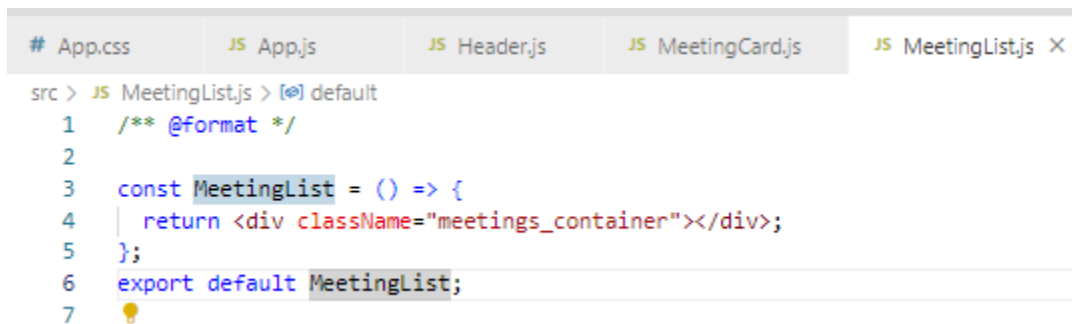 # App.css JS App.js JS Header.js JS MeetingCard.js JS MeetingList.js ×
src > JS MeetingList.js > default
1 /** @format */
2
3 const MeetingList = () => {
4 return <div className="meetings_container"></div>;
5 };
6 export default MeetingList;
7